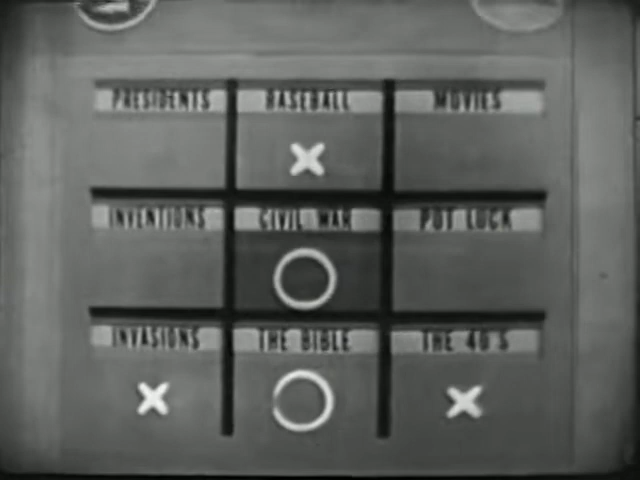 PRESIDENTS BASEBALL MOVIES
X
INVENTIONS CIVIL WAR POT LUCK
O
INVASIONS THE BIBLE THE 40'S
X O X